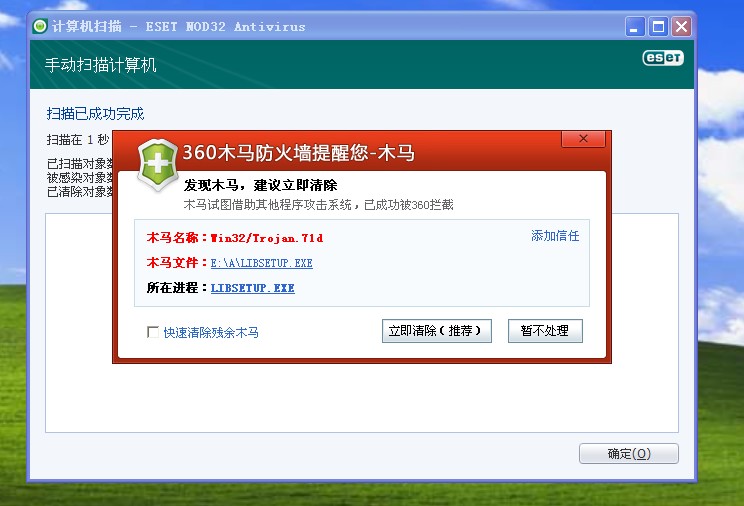 计算机扫描 - ESET NOD32 Antivirus
手动扫描计算机
eseT
扫描已成功完成
扫描在 1 秒
已扫描对象
被感染对象
已清除对象
360木马防火墙提醒您-木马
发现木马，建议立即清除
木马试图借助其他程序攻击系统，已成功被360拦截
木马名称：Win32/Trojan.71d
添加信任
木马文件：E:\A\LIBSETUP.EXE
所在进程：LIBSETUP.EXE
快速清除残余木马
立即清除（推荐）
暂不处理
确定(O)